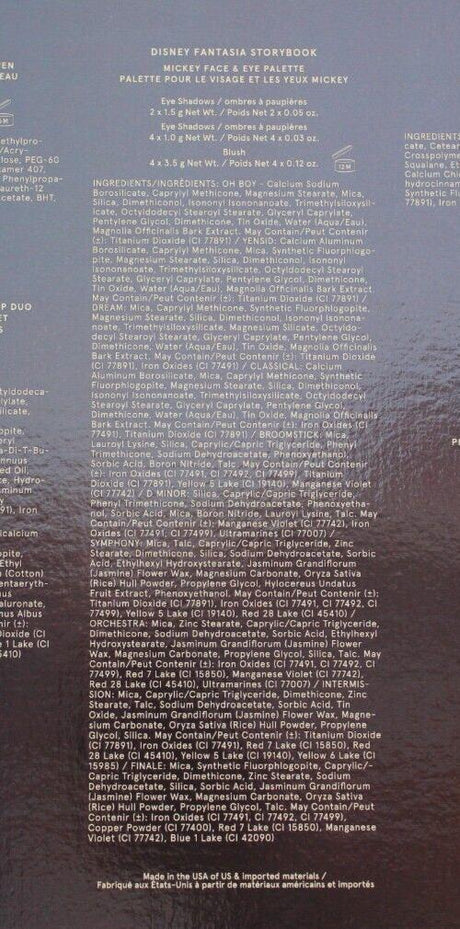 DISNEY FANTASIA STORYBOOK
MICKEY FACE & EYE PALETTE
PALETTE POUR LE VISAGE ET LES YEUX MICKEY
Eye Shadows / ombres à paupières
2 x 1.5 g Net Wt. / Poids Net 2 x 0.05 oz.
Eye Shadows / ombres à paupières
4 x 1.0 g Net Wt. / Poids Net 4 x 0.03 oz.
Blush
4 x 3.5 g Net Wt. / Poids Net 4 x 0.12 oz.
12 M
INGREDIENTS/INGRÉDIENTS: OH BOY - Calcium Sodium
Borosilicate, Caprylyl Methicone, Magnesium Stearate, Mica,
Silica, Dimethicone, Isononyl Isononanoate, Trimethylsiloxysil-
icate, Octyldodecyl Stearoyl Stearate, Glyceryl Caprylate,
Pentylene Glycol, Dimethicone, Tin Oxide, Water (Aqua/Eau),
Magnolia Officinalis Bark Extract. May Contain/Peut Contenir
(±): Titanium Dioxide (CI 77891) / YENSID: Calcium Aluminum
Borosilicate, Caprylyl Methicone, Mica, Synthetic Fluorphlogo-
pite, Magnesium Stearate, Silica, Dimethiconol, Isononyl
Isononanoate, Trimethylsiloxysilicate, Octyldodecyl Stearoyl
Stearate, Glyceryl Caprylate, Pentylene Glycol, Dimethicone,
Tin Oxide, Water (Aqua/Eau), Magnolia Officinalis Bark Extract.
May Contain/Peut Contenir (±): Titanium Dioxide (CI 77891) /
DREAM: Mica, Caprylyl Methicone, Synthetic Fluorphlogopite,
Magnesium Stearate, Silica, Dimethiconol, Isononyl Isonona-
noate, Trimethylsiloxysilicate, Magnesium Silicate, Octyldo-
decyl Stearoyl Stearate, Glyceryl Caprylate, Pentylene Glycol,
Dimethicone, Water (Aqua/Eau), Tin Oxide, Magnolia Officinalis
Bark Extract. May Contain/Peut Contenir (±): Titanium Dioxide
(CI 77891), Iron Oxides (CI 77491) / CLASSICAL: Calcium
Aluminum Borosilicate, Mica, Caprylyl Methicone, Synthetic
Fluorphlogopite, Magnesium Stearate, Silica, Dimethiconol,
Isononyl Isononanoate, Trimethylsiloxysilicate, Octyldodecyl
Stearoyl Stearate, Glyceryl Caprylate, Pentylene Glycol,
Dimethicone, Water (Aqua/Eau), Tin Oxide, Magnolia Officinalis
Bark Extract. May Contain/Peut Contenir (±): Iron Oxides (CI
77491), Titanium Dioxide (CI 77891) / BROOMSTICK: Mica,
Lauroyl Lysine, Silica, Caprylic/Capric Triglyceride, Phenyl
Trimethicone, Sodium Dehydroacetate, Phenoxyethanol,
Sorbic Acid, Boron Nitride, Talc. May Contain/Peut Contenir
(±): Iron Oxides (CI 77491, CI 77492, CI 77499), Titanium
Dioxide (CI 77891), Yellow 5 Lake (CI 19140), Manganese Violet
(CI 77742) / D MINOR: Silica, Caprylic/Capric Triglyceride,
Phenyl Trimethicone, Sodium Dehydroacetate, Phenoxyetha-
nol, Sorbic Acid, Mica, Boron Nitride, Lauroyl Lysine, Talc. May
Contain/Peut Contenir (±): Manganese Violet (CI 77742), Iron
Oxides (CI 77491, CI 77499), Ultramarines (CI 77007) /
SYMPHONY: Mica, Talc, Caprylic/Capric Triglyceride, Zinc
Stearate, Dimethicone, Silica, Sodium Dehydroacetate, Sorbic
Acid, Ethylhexyl Hydroxystearate, Jasminum Grandiflorum
(Jasmine) Flower Wax, Magnesium Carbonate, Oryza Sativa
(Rice) Hull Powder, Propylene Glycol, Hylocereus Undatus
Fruit Extract, Phenoxyethanol. May Contain/Peut Contenir (±):
Titanium Dioxide (CI 77891), Iron Oxides (CI 77491, CI 77492, CI
77499), Yellow 5 Lake (CI 19140), Red 28 Lake (CI 45410) /
ORCHESTRA: Mica, Zinc Stearate, Caprylic/Capric Triglyceride,
Dimethicone, Sodium Dehydroacetate, Sorbic Acid, Ethylhexyl
Hydroxystearate, Jasminum Grandiflorum (Jasmine) Flower
Wax, Magnesium Carbonate, Propylene Glycol, Silica, Talc. May
Contain/Peut Contenir (±): Iron Oxides (CI 77491, CI 77492, CI
77499), Red 7 Lake (CI 15850), Manganese Violet (CI 77742),
Red 28 Lake (CI 45410), Ultramarines (CI 77007) / INTERMIS-
SION: Mica, Caprylic/Capric Triglyceride, Dimethicone, Zinc
Stearate, Talc, Sodium Dehydroacetate, Sorbic Acid, Tin
Oxide, Jasminum Grandiflorum (Jasmine) Flower Wax, Magne-
sium Carbonate, Oryza Sativa (Rice) Hull Powder, Propylene
Glycol, Silica. May Contain/Peut Contenir (±): Titanium Dioxide
(CI 77891), Iron Oxides (CI 77491), Red 7 Lake (CI 15850), Red
28 Lake (CI 45410), Yellow 5 Lake (CI 19140), Yellow 6 Lake (CI
15985) / FINALE: Mica, Synthetic Fluorphlogopite, Caprylic/-
Capric Triglyceride, Dimethicone, Zinc Stearate, Sodium
Dehydroacetate, Silica, Sorbic Acid, Jasminum Grandiflorum
(Jasmine) Flower Wax, Magnesium Carbonate, Oryza Sativa
(Rice) Hull Powder, Propylene Glycol, Talc. May Contain/Peut
Contenir (±): Iron Oxides (CI 77491, CI 77492, CI 77499),
Copper Powder (CI 77400), Red 7 Lake (CI 15850), Manganese
Violet (CI 77742), Blue 1 Lake (CI 42090)
Made in the USA of US & imported materials /
Fabriqué aux États-Unis à partir de matériaux américains et importés